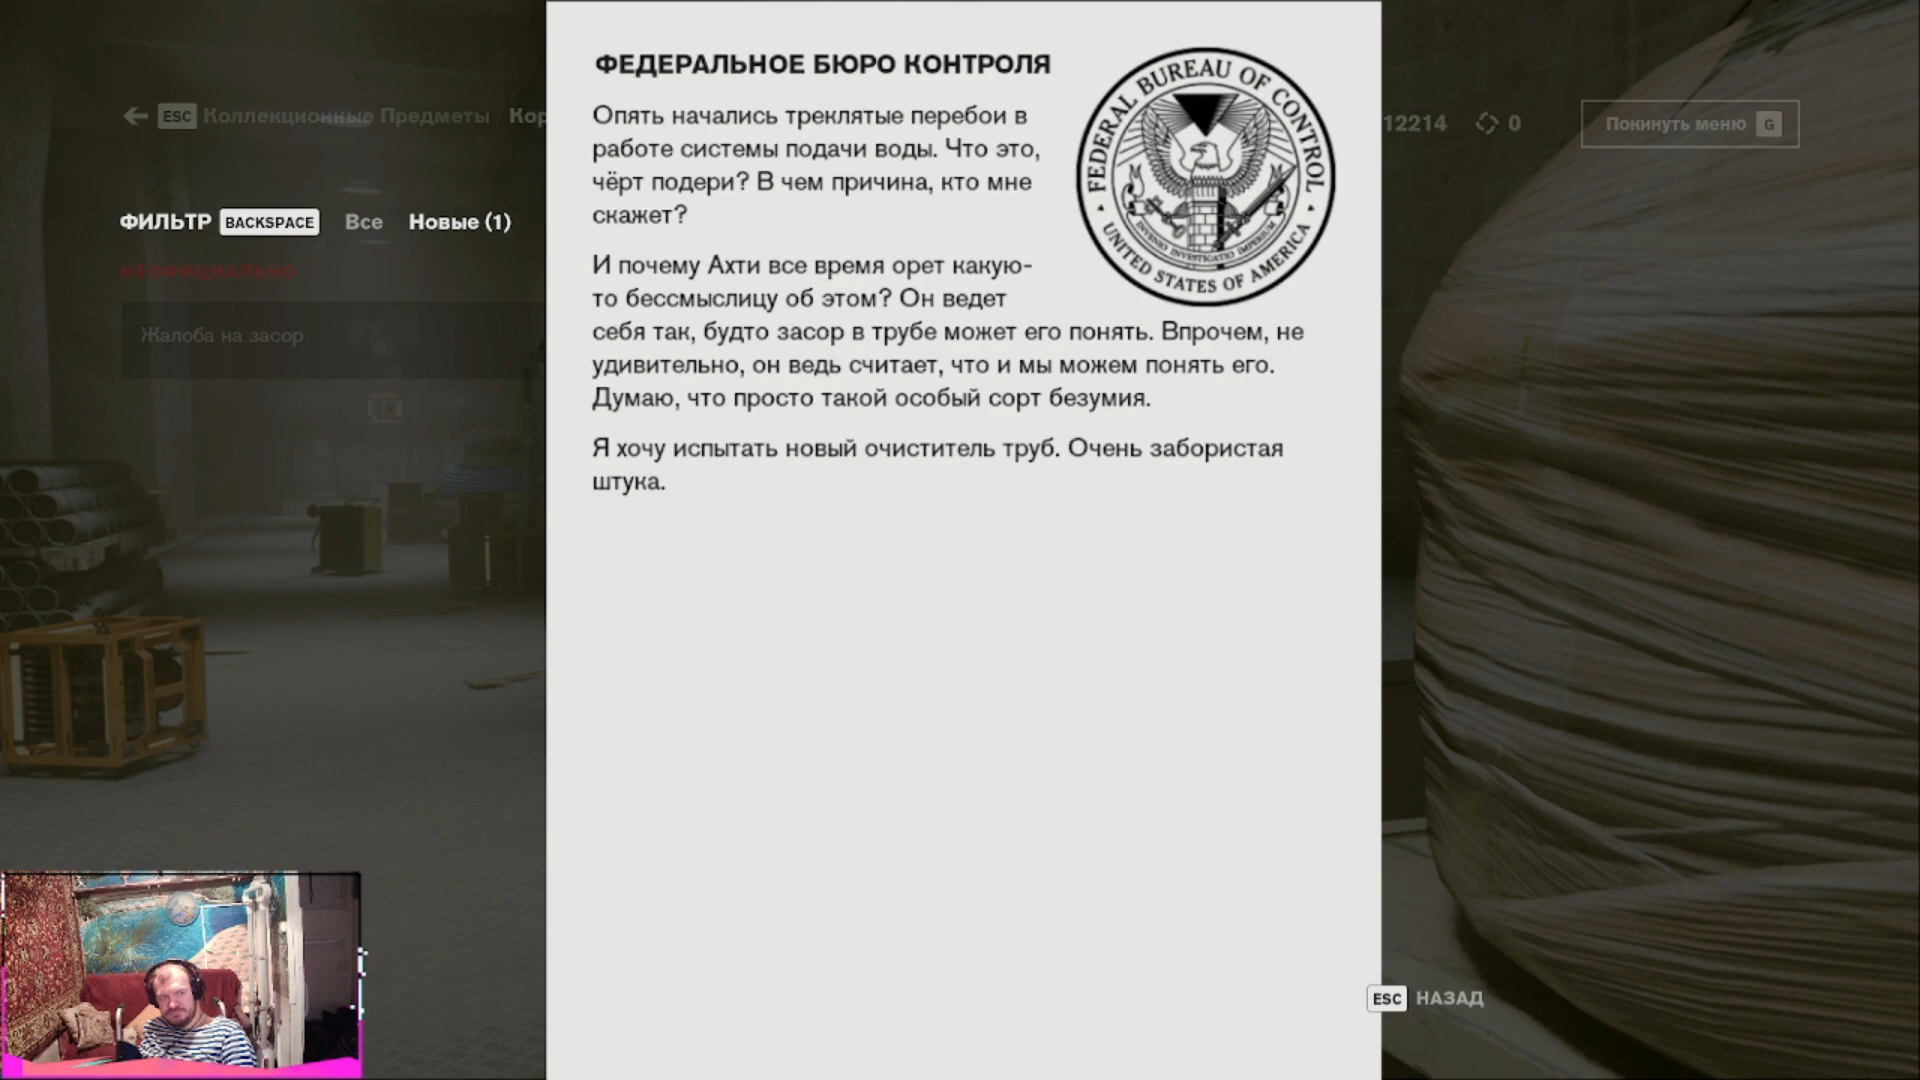 ФЕДЕРАЛЬНОЕ БЮРО КОНТРОЛЯ
Опять начались треклятые перебои в
работе системы подачи воды. Что это,
чёрт подери? В чем причина, кто мне
скажет?
И почему Ахти все время орет какую-
то бессмыслицу об этом? Он ведет
себя так, будто засор в трубе может его понять. Впрочем, не
удивительно, он ведь считает, что и мы можем понять его.
Думаю, что просто такой особый сорт безумия.
Я хочу испытать новый очиститель труб. Очень забористая
штука.
FEDERAL BUREAU OF CONTROL
UNITED STATES OF AMERICA
INVENIO INVESTIGATIO IMPERIUM
ESC Коллекционные Предметы / Кор
ФИЛЬТР BACKSPACE Все Новые (1)
НЕОФИЦИАЛЬНО
Жалоба на засор
12214 0
Покинуть меню G
ESC НАЗАД